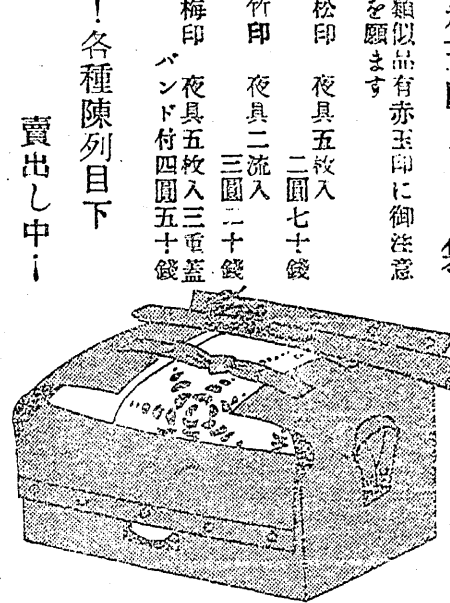 類似品有赤玉印に御注意
を願ます
松印 夜具五枚入
二圓七十錢
竹印 夜具二流入
三圓二十錢
梅印 夜具五枚入三重蓋
バンド付四圓五十錢
!各種陳列目下
賣出し中!